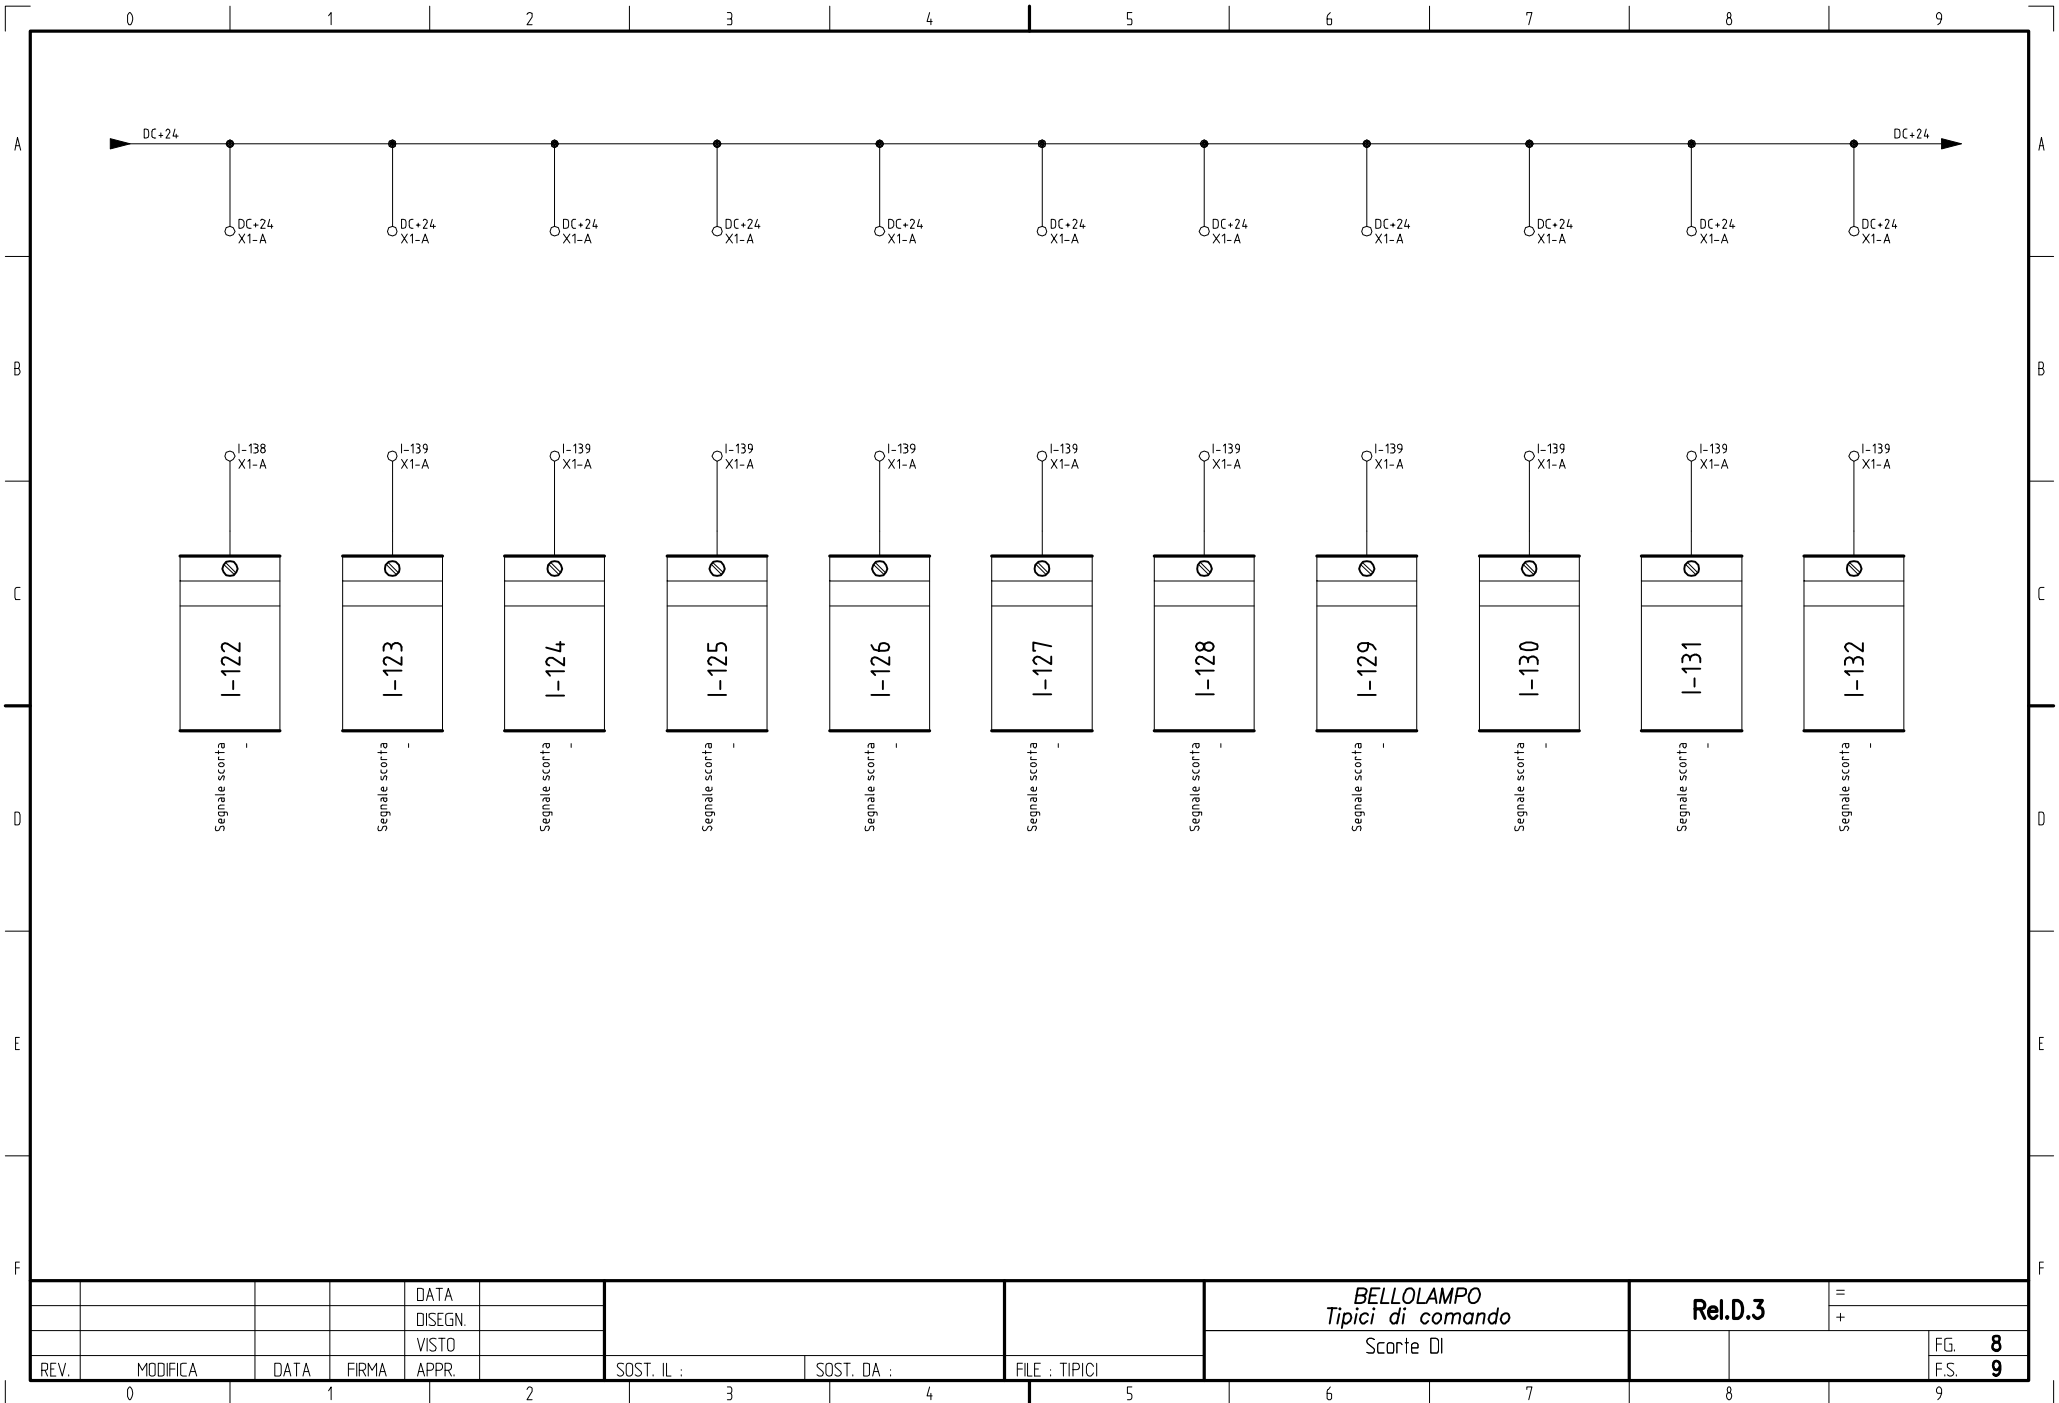 0 1 2 3 4 5 6 7 8 9
A DC+24 DC+24 A
DC+24 DC+24 DC+24 DC+24 DC+24 DC+24 DC+24 DC+24 DC+24 DC+24 DC+24
X1-A X1-A X1-A X1-A X1-A X1-A X1-A X1-A X1-A X1-A X1-A
B B
I-138 I-139 I-139 I-139 I-139 I-139 I-139 I-139 I-139 I-139 I-139
X1-A X1-A X1-A X1-A X1-A X1-A X1-A X1-A X1-A X1-A X1-A
C C
I-122 I-123 I-124 I-125 I-126 I-127 I-128 I-129 I-130 I-131 I-132
Segnale scorta - Segnale scorta - Segnale scorta - Segnale scorta - Segnale scorta - Segnale scorta - Segnale scorta - Segnale scorta - Segnale scorta - Segnale scorta - Segnale scorta -
D D
E E
F F
DATA BELLOLAMPO Rel.D.3 =
DISEGN. Tipici di comando +
VISTO Scorte DI FG. 8
REV. MODIFICA DATA FIRMA APPR. SOST. IL : SOST. DA : FILE : TIPICI F.S. 9
0 1 2 3 4 5 6 7 8 9